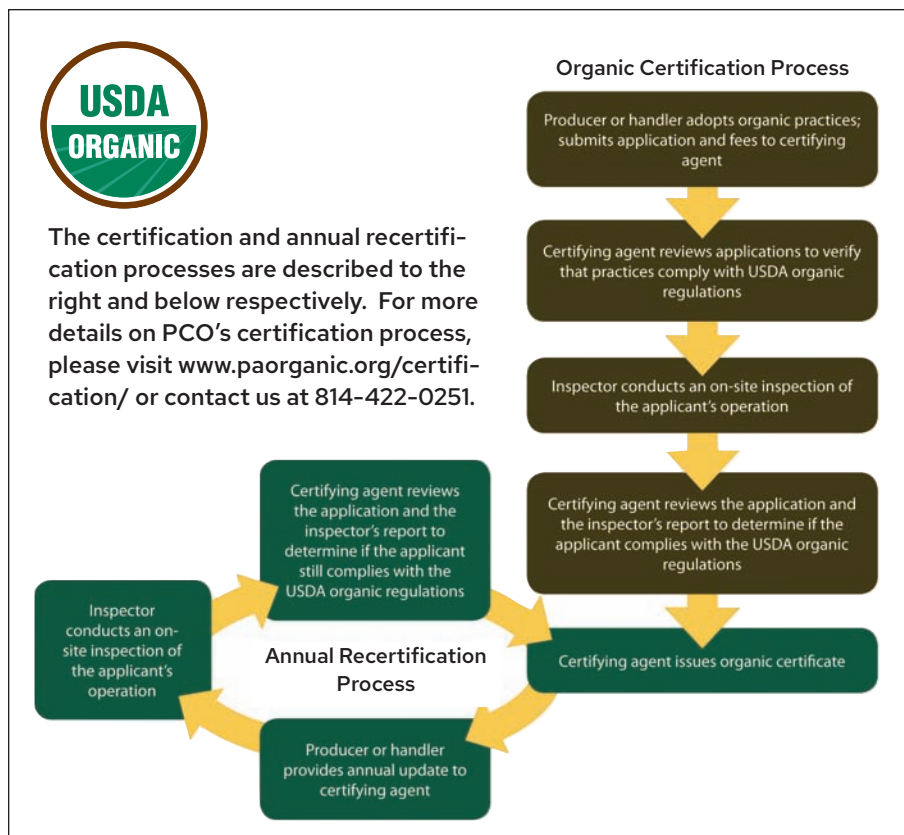 USDA
ORGANIC
The certification and annual recertifi-
cation processes are described to the
right and below respectively.  For more
details on PCO’s certification process,
please visit www.paorganic.org/certifi-
cation/ or contact us at 814-422-0251.
Organic Certification Process
Producer or handler adopts organic practices;
submits application and fees to certifying
agent
Certifying agent reviews applications to verify
that practices comply with USDA organic
regulations
Inspector conducts an on-site inspection of
the applicant’s operation
Certifying agent reviews the application and
the inspector’s report to determine if the
applicant complies with the USDA organic
regulations
Certifying agent issues organic certificate
Annual Recertification
Process
Producer or handler
provides annual update to
certifying agent
Inspector
conducts an on-
site inspection of
the applicant’s
operation
Certifying agent reviews
the application and the
inspector’s report to
determine if the applicant
still complies with the
USDA organic regulations